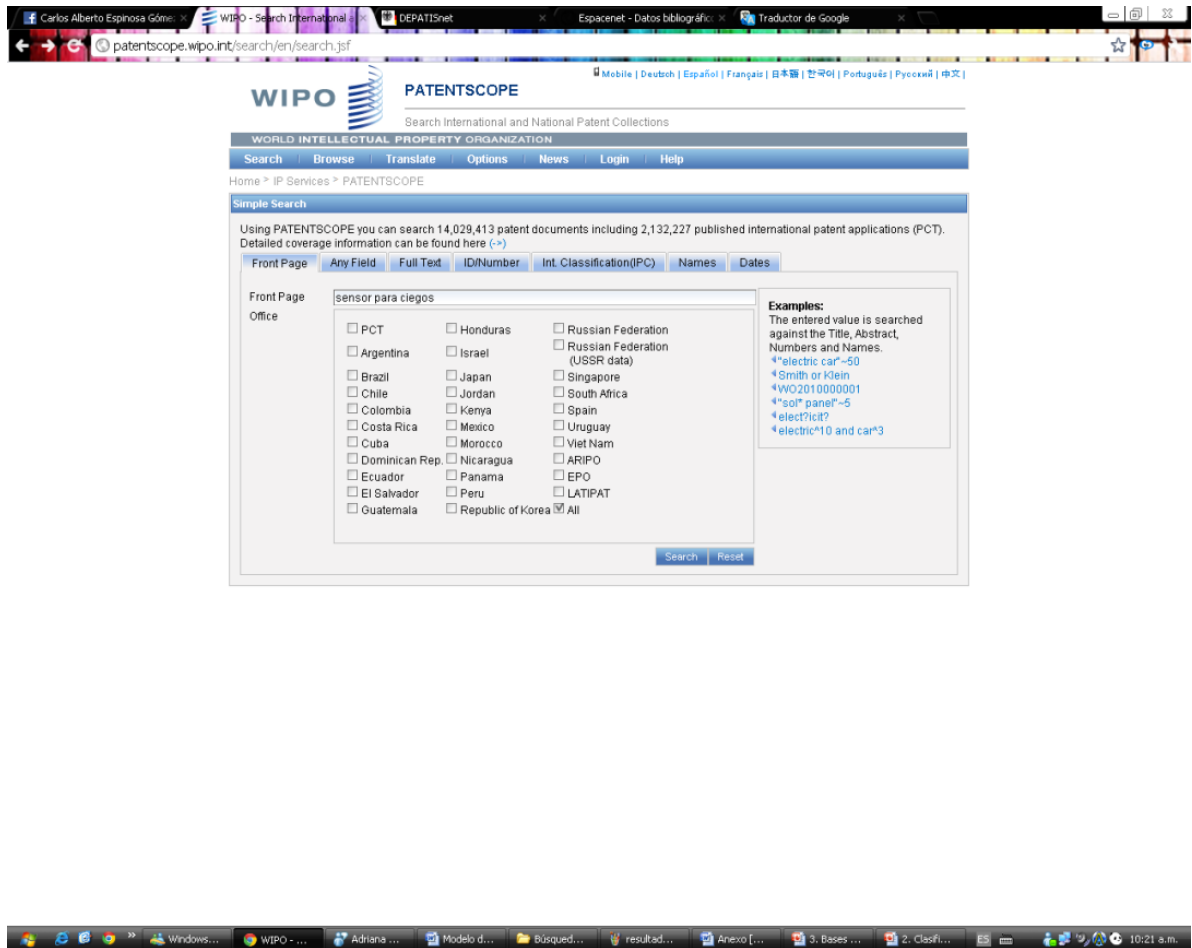 Carlos Alberto Espinosa Góme:
WIPO - Search International a
DEPATISnet
Espacenet - Datos bibliográfic
Traductor de Google
patentscope.wipo.int/search/en/search.jsf
Mobile | Deutsch | Español | Français | 日本語 | 한국어 | Português | Русский | 中文 |
WIPO
PATENTSCOPE
Search International and National Patent Collections
WORLD INTELLECTUAL PROPERTY ORGANIZATION
Search Browse Translate Options News Login Help
Home > IP Services > PATENTSCOPE
Simple Search
Using PATENTSCOPE you can search 14,029,413 patent documents including 2,132,227 published international patent applications (PCT).
Detailed coverage information can be found here (->)
Front Page Any Field Full Text ID/Number Int. Classification(IPC) Names Dates
Front Page
sensor para ciegos
Office
PCT Honduras Russian Federation
Argentina Israel Russian Federation
(USSR data)
Brazil Japan Singapore
Chile Jordan South Africa
Colombia Kenya Spain
Costa Rica Mexico Uruguay
Cuba Morocco Viet Nam
Dominican Rep. Nicaragua ARIPO
Ecuador Panama EPO
El Salvador Peru LATIPAT
Guatemala Republic of Korea All
Examples:
The entered value is searched
against the Title, Abstract,
Numbers and Names.
"electric car"~50
Smith or Klein
WO2010000001
"sol* panel"~5
elect?icit?
electric^10 and car^3
Search Reset
Windows...
WIPO - ...
Adriana ...
Modelo d...
Búsqued...
resultad...
Anexo [...
3. Bases ...
2. Clasifi...
ES
10:21 a.m.